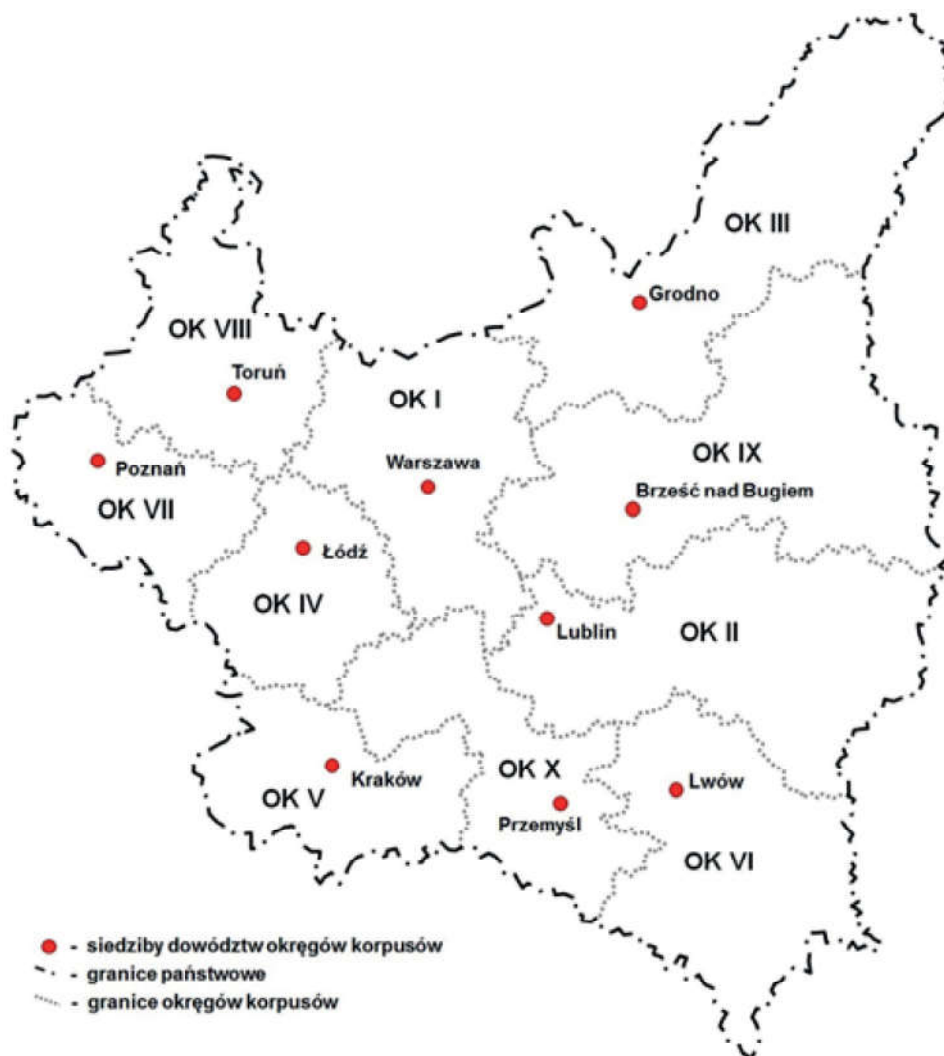 OK III
Grodno
OK VIII
Toruń
OK I
Warszawa
OK IX
Brześć nad Bugiem
Poznań
OK VII
Łódź
OK IV
Lublin
OK II
OK X
Przemyśl
Lwów
OK VI
Kraków
OK V
- siedziby dowództw okręgów korpusów
- granice państwowe
- granice okręgów korpusów